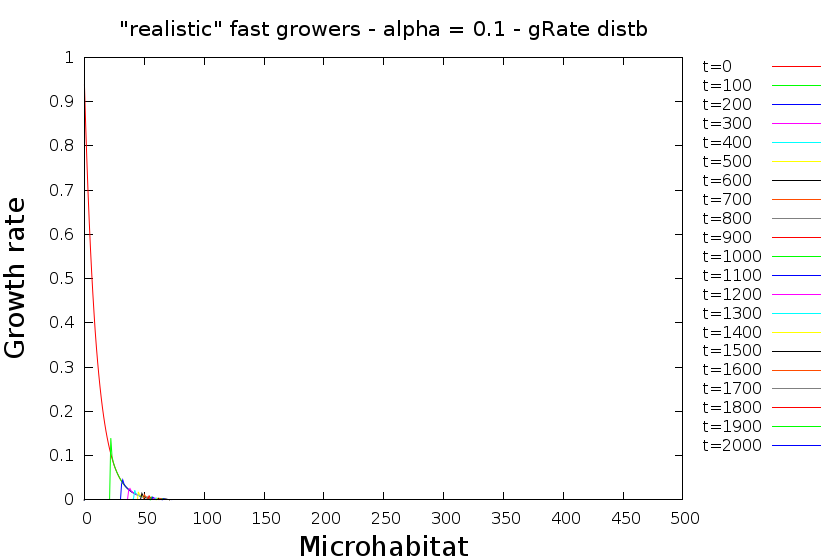 "realistic" fast growers - alpha = 0.1 - gRate distb
1
0.9
0.8
0.7
0.6
0.5
0.4
0.3
0.2
0.1
0
Growth rate
0 50 100 150 200 250 300 350 400 450 500
Microhabitat
t=0
t=100
t=200
t=300
t=400
t=500
t=600
t=700
t=800
t=900
t=1000
t=1100
t=1200
t=1300
t=1400
t=1500
t=1600
t=1700
t=1800
t=1900
t=2000